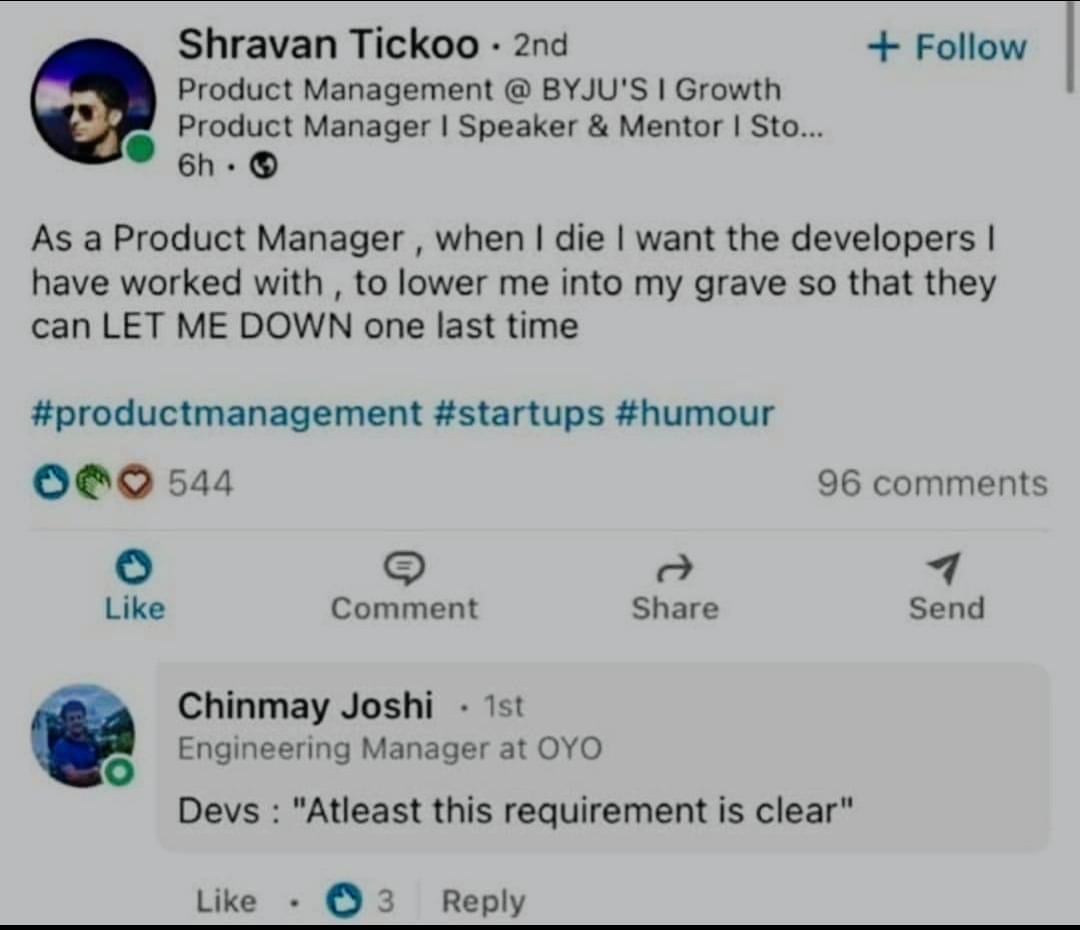 Shravan Tickoo · 2nd
+ Follow
Product Management @ BYJU'S I Growth
Product Manager I Speaker & Mentor I Sto...
6h ·
As a Product Manager , when I die I want the developers I
have worked with , to lower me into my grave so that they
can LET ME DOWN one last time
#productmanagement #startups #humour
544
96 comments
Like
Comment
Share
Send
Chinmay Joshi · 1st
Engineering Manager at OYO
Devs : "Atleast this requirement is clear"
Like · 3 Reply